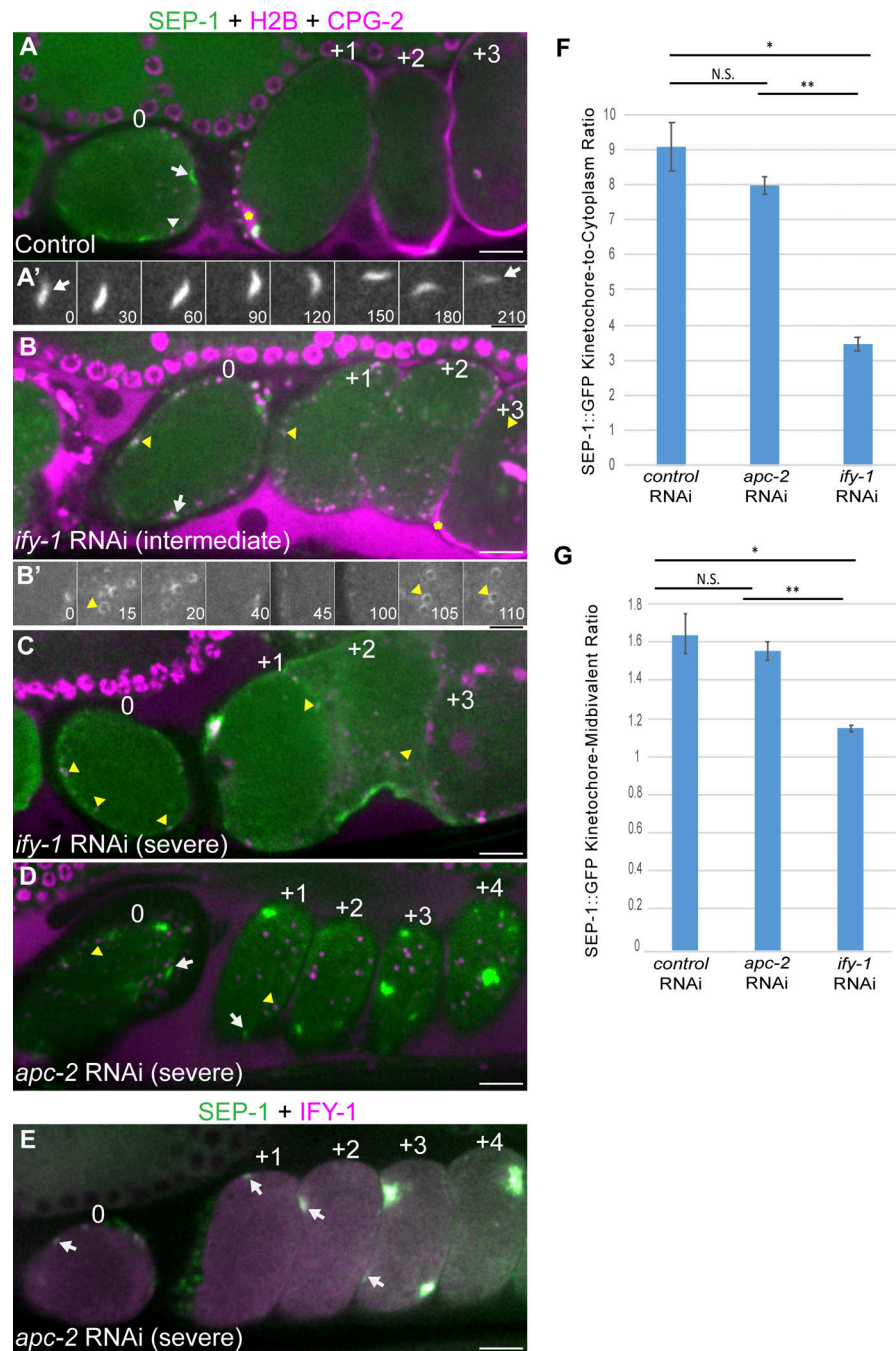 SEP-1 + H2B + CPG-2
A
0
+1
+2
+3
Control
A'
0 30 60 90 120 150 180 210
B
0
+1
+2
+3
ify-1 RNAi (intermediate)
B'
0 15 20 40 45 100 105 110
C
0
+1
+2
+3
ify-1 RNAi (severe)
D
0
+1
+2
+3
+4
apc-2 RNAi (severe)
SEP-1 + IFY-1
E
0
+1
+2
+3
+4
apc-2 RNAi (severe)
F
*
N.S.
**
SEP-1::GFP Kinetochore-to-Cytoplasm Ratio
10
9
8
7
6
5
4
3
2
1
0
control RNAi
apc-2 RNAi
ify-1 RNAi
G
*
N.S.
**
SEP-1::GFP Kinetochore-Midbivalent Ratio
1.8
1.6
1.4
1.2
1
0.8
0.6
0.4
0.2
0
control RNAi
apc-2 RNAi
ify-1 RNAi